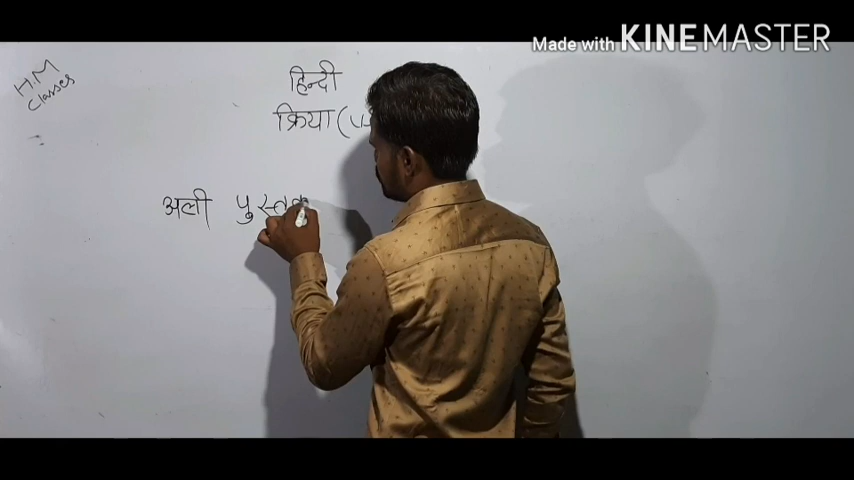 Made with KINEMASTER
HM
Classes
हिन्दी
क्रिया (
अली पुस्तक